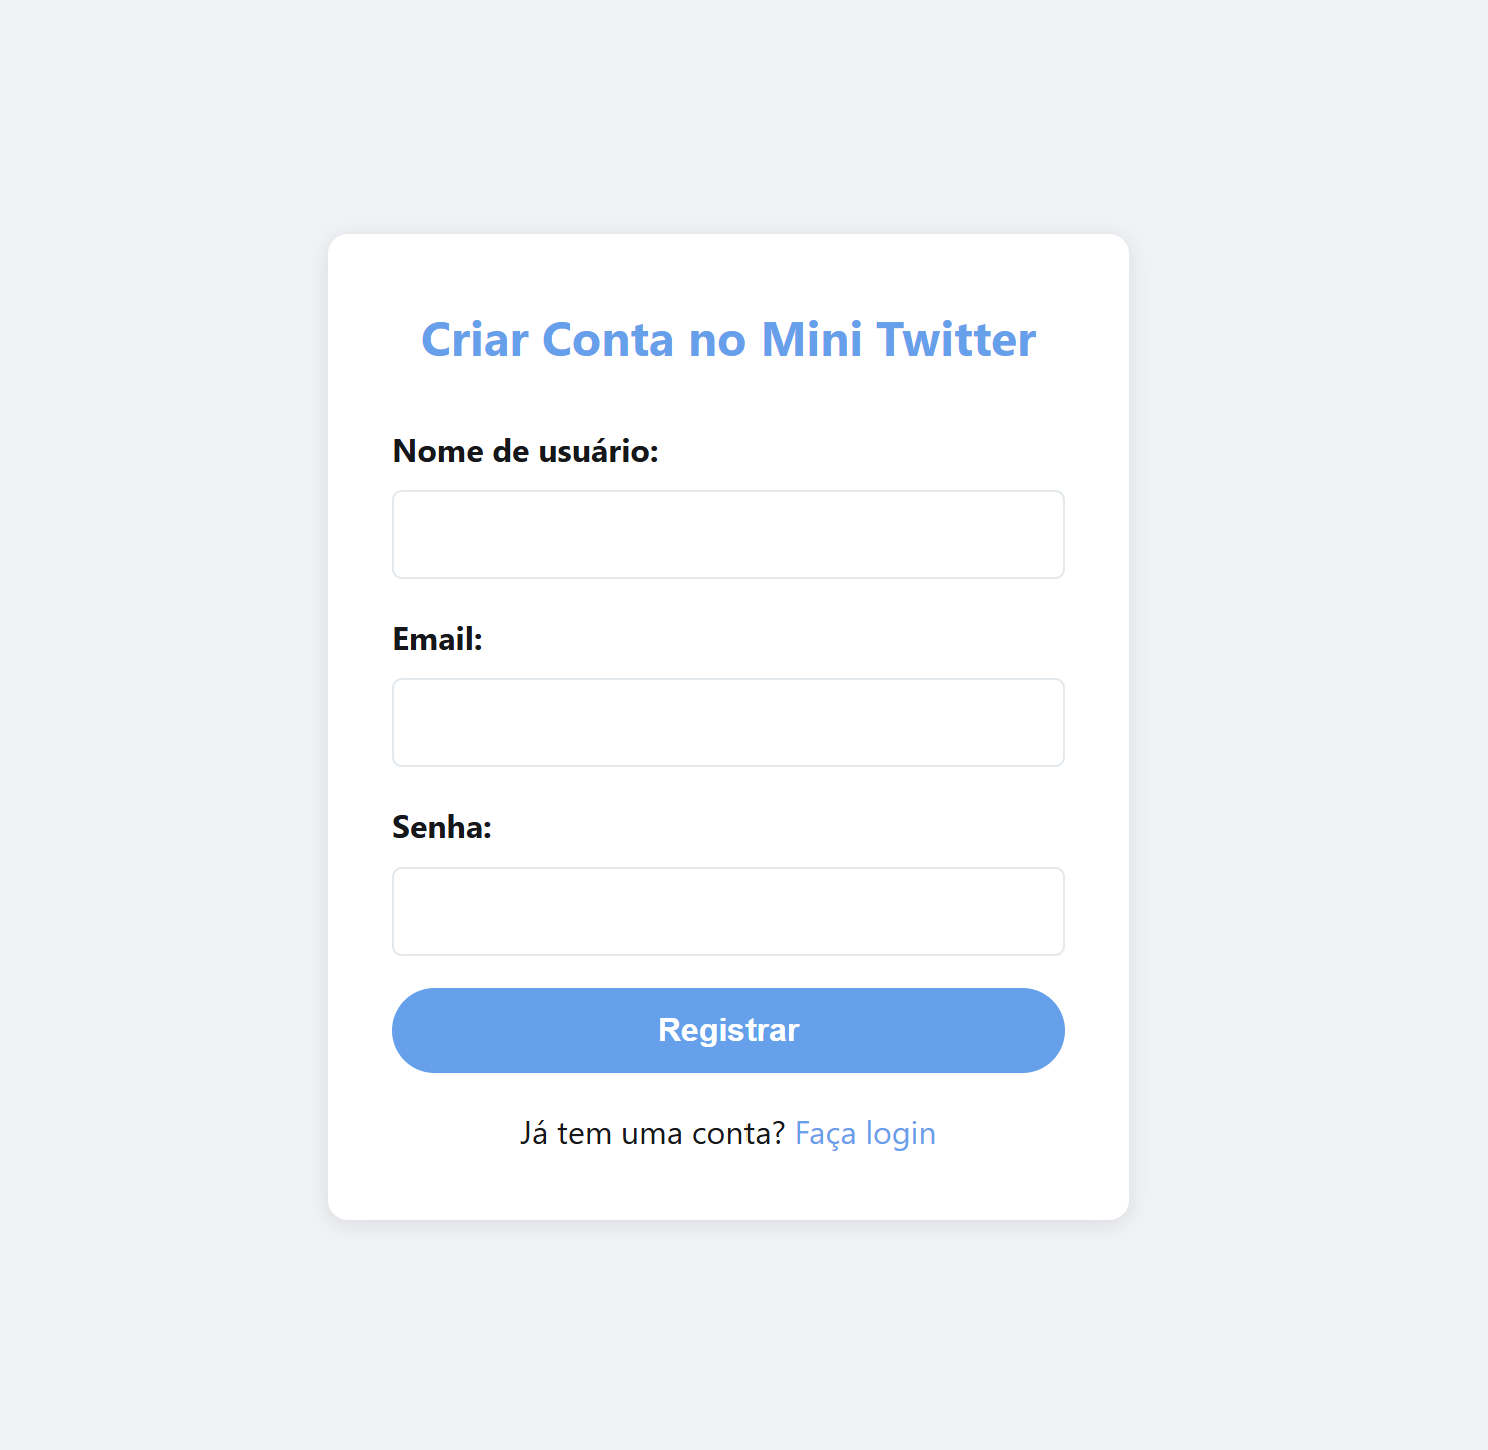 Criar Conta no Mini Twitter
Nome de usuário:
Email:
Senha:
Registrar
Já tem uma conta? Faça login